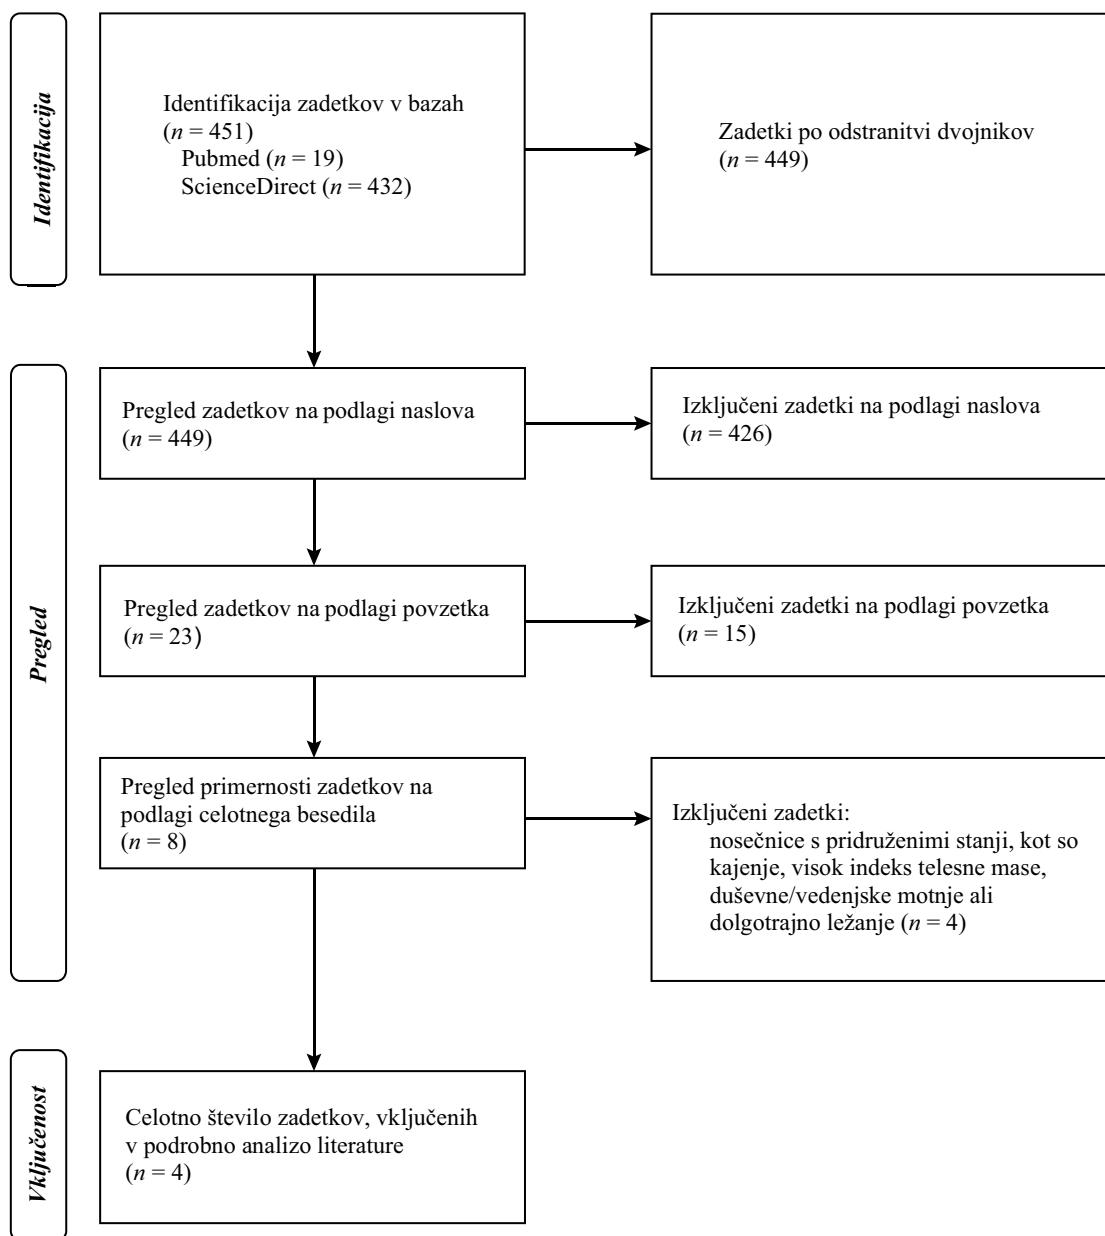 Identifikacija
Identifikacija zadetkov v bazah
(n = 451)
Pubmed (n = 19)
ScienceDirect (n = 432)
Zadetki po odstranitvi dvojnikov
(n = 449)
Pregled
Pregled zadetkov na podlagi naslova
(n = 449)
Izključeni zadetki na podlagi naslova
(n = 426)
Pregled zadetkov na podlagi povzetka
(n = 23)
Izključeni zadetki na podlagi povzetka
(n = 15)
Pregled primernosti zadetkov na
podlagi celotnega besedila
(n = 8)
Izključeni zadetki:
nosečnice s pridruženimi stanji, kot so
kajenje, visok indeks telesne mase,
duševne/vedenjske motnje ali
dolgotrajno ležanje (n = 4)
Vključenost
Celotno število zadetkov, vključenih
v podrobno analizo literature
(n = 4)